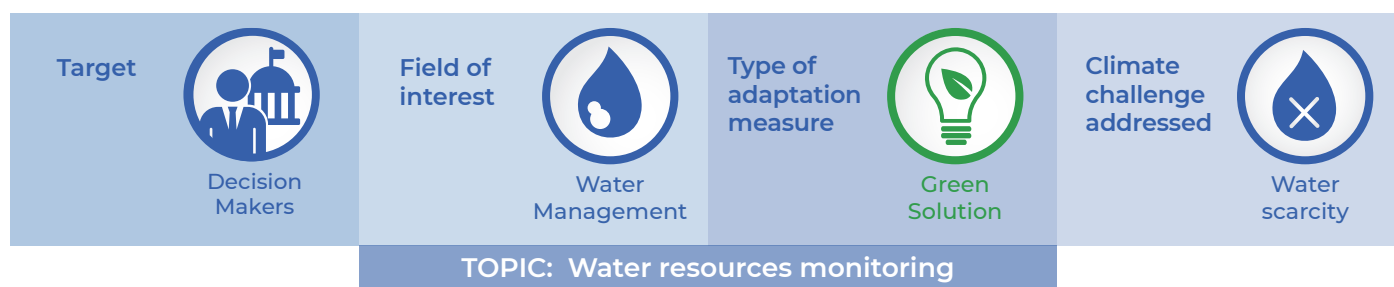 Target
Decision
Makers
Field of
interest
Water
Management
Type of
adaptation
measure
Green
Solution
Climate
challenge
addressed
Water
scarcity
TOPIC: Water resources monitoring